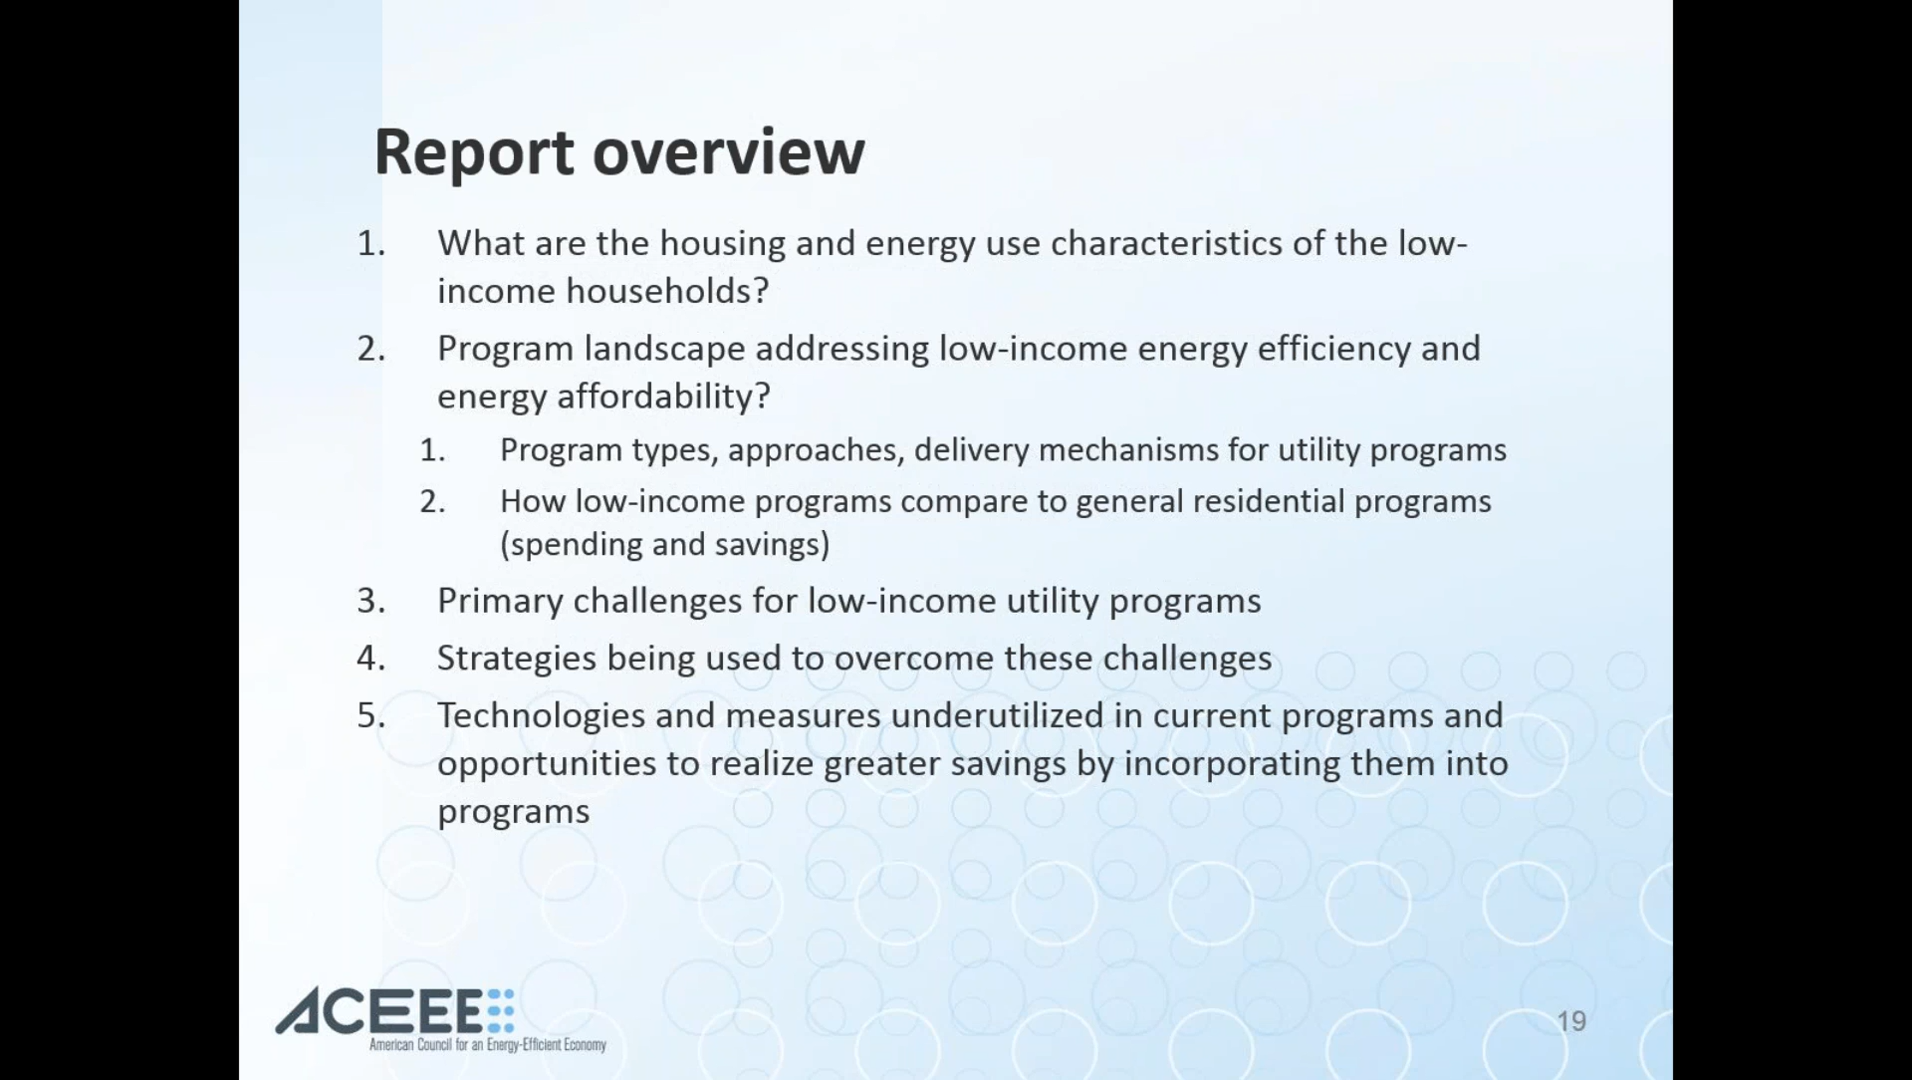 Report overview
1. What are the housing and energy use characteristics of the low-
income households?
2. Program landscape addressing low-income energy efficiency and
energy affordability?
1. Program types, approaches, delivery mechanisms for utility programs
2. How low-income programs compare to general residential programs
(spending and savings)
3. Primary challenges for low-income utility programs
4. Strategies being used to overcome these challenges
5. Technologies and measures underutilized in current programs and
opportunities to realize greater savings by incorporating them into
programs
ACEEE
American Council for an Energy-Efficient Economy
19